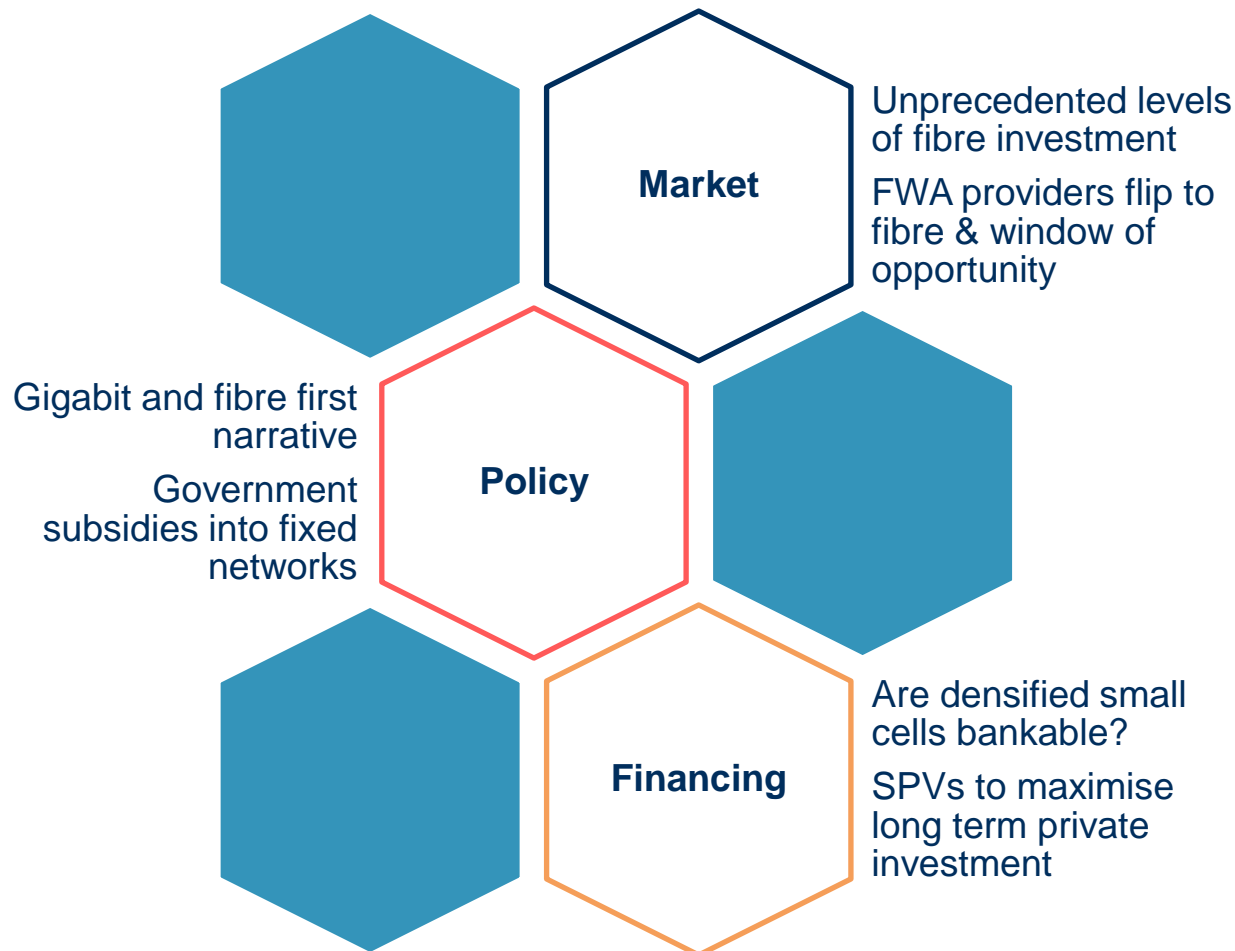 Market
Unprecedented levels
of fibre investment
FWA providers flip to
fibre & window of
opportunity
Gigabit and fibre first
narrative
Government
subsidies into fixed
networks
Policy
Financing
Are densified small
cells bankable?
SPVs to maximise
long term private
investment